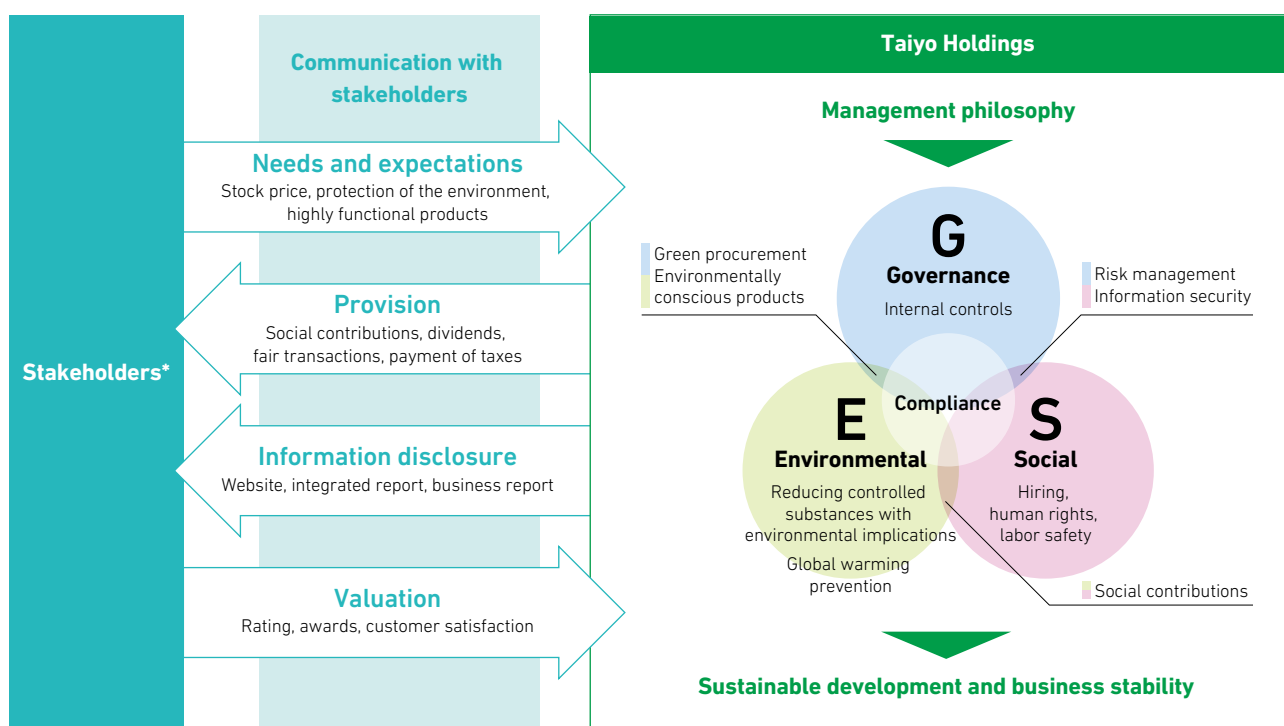 Stakeholders*
Communication with
stakeholders
Needs and expectations
Stock price, protection of the environment,
highly functional products
Provision
Social contributions, dividends,
fair transactions, payment of taxes
Information disclosure
Website, integrated report, business report
Valuation
Rating, awards, customer satisfaction
Taiyo Holdings
Management philosophy
G
Governance
Internal controls
Green procurement
Environmentally
conscious products
Risk management
Information security
Compliance
E
Environmental
Reducing controlled
substances with
environmental implications
Global warming
prevention
S
Social
Hiring,
human rights,
labor safety
Social contributions
Sustainable development and business stability